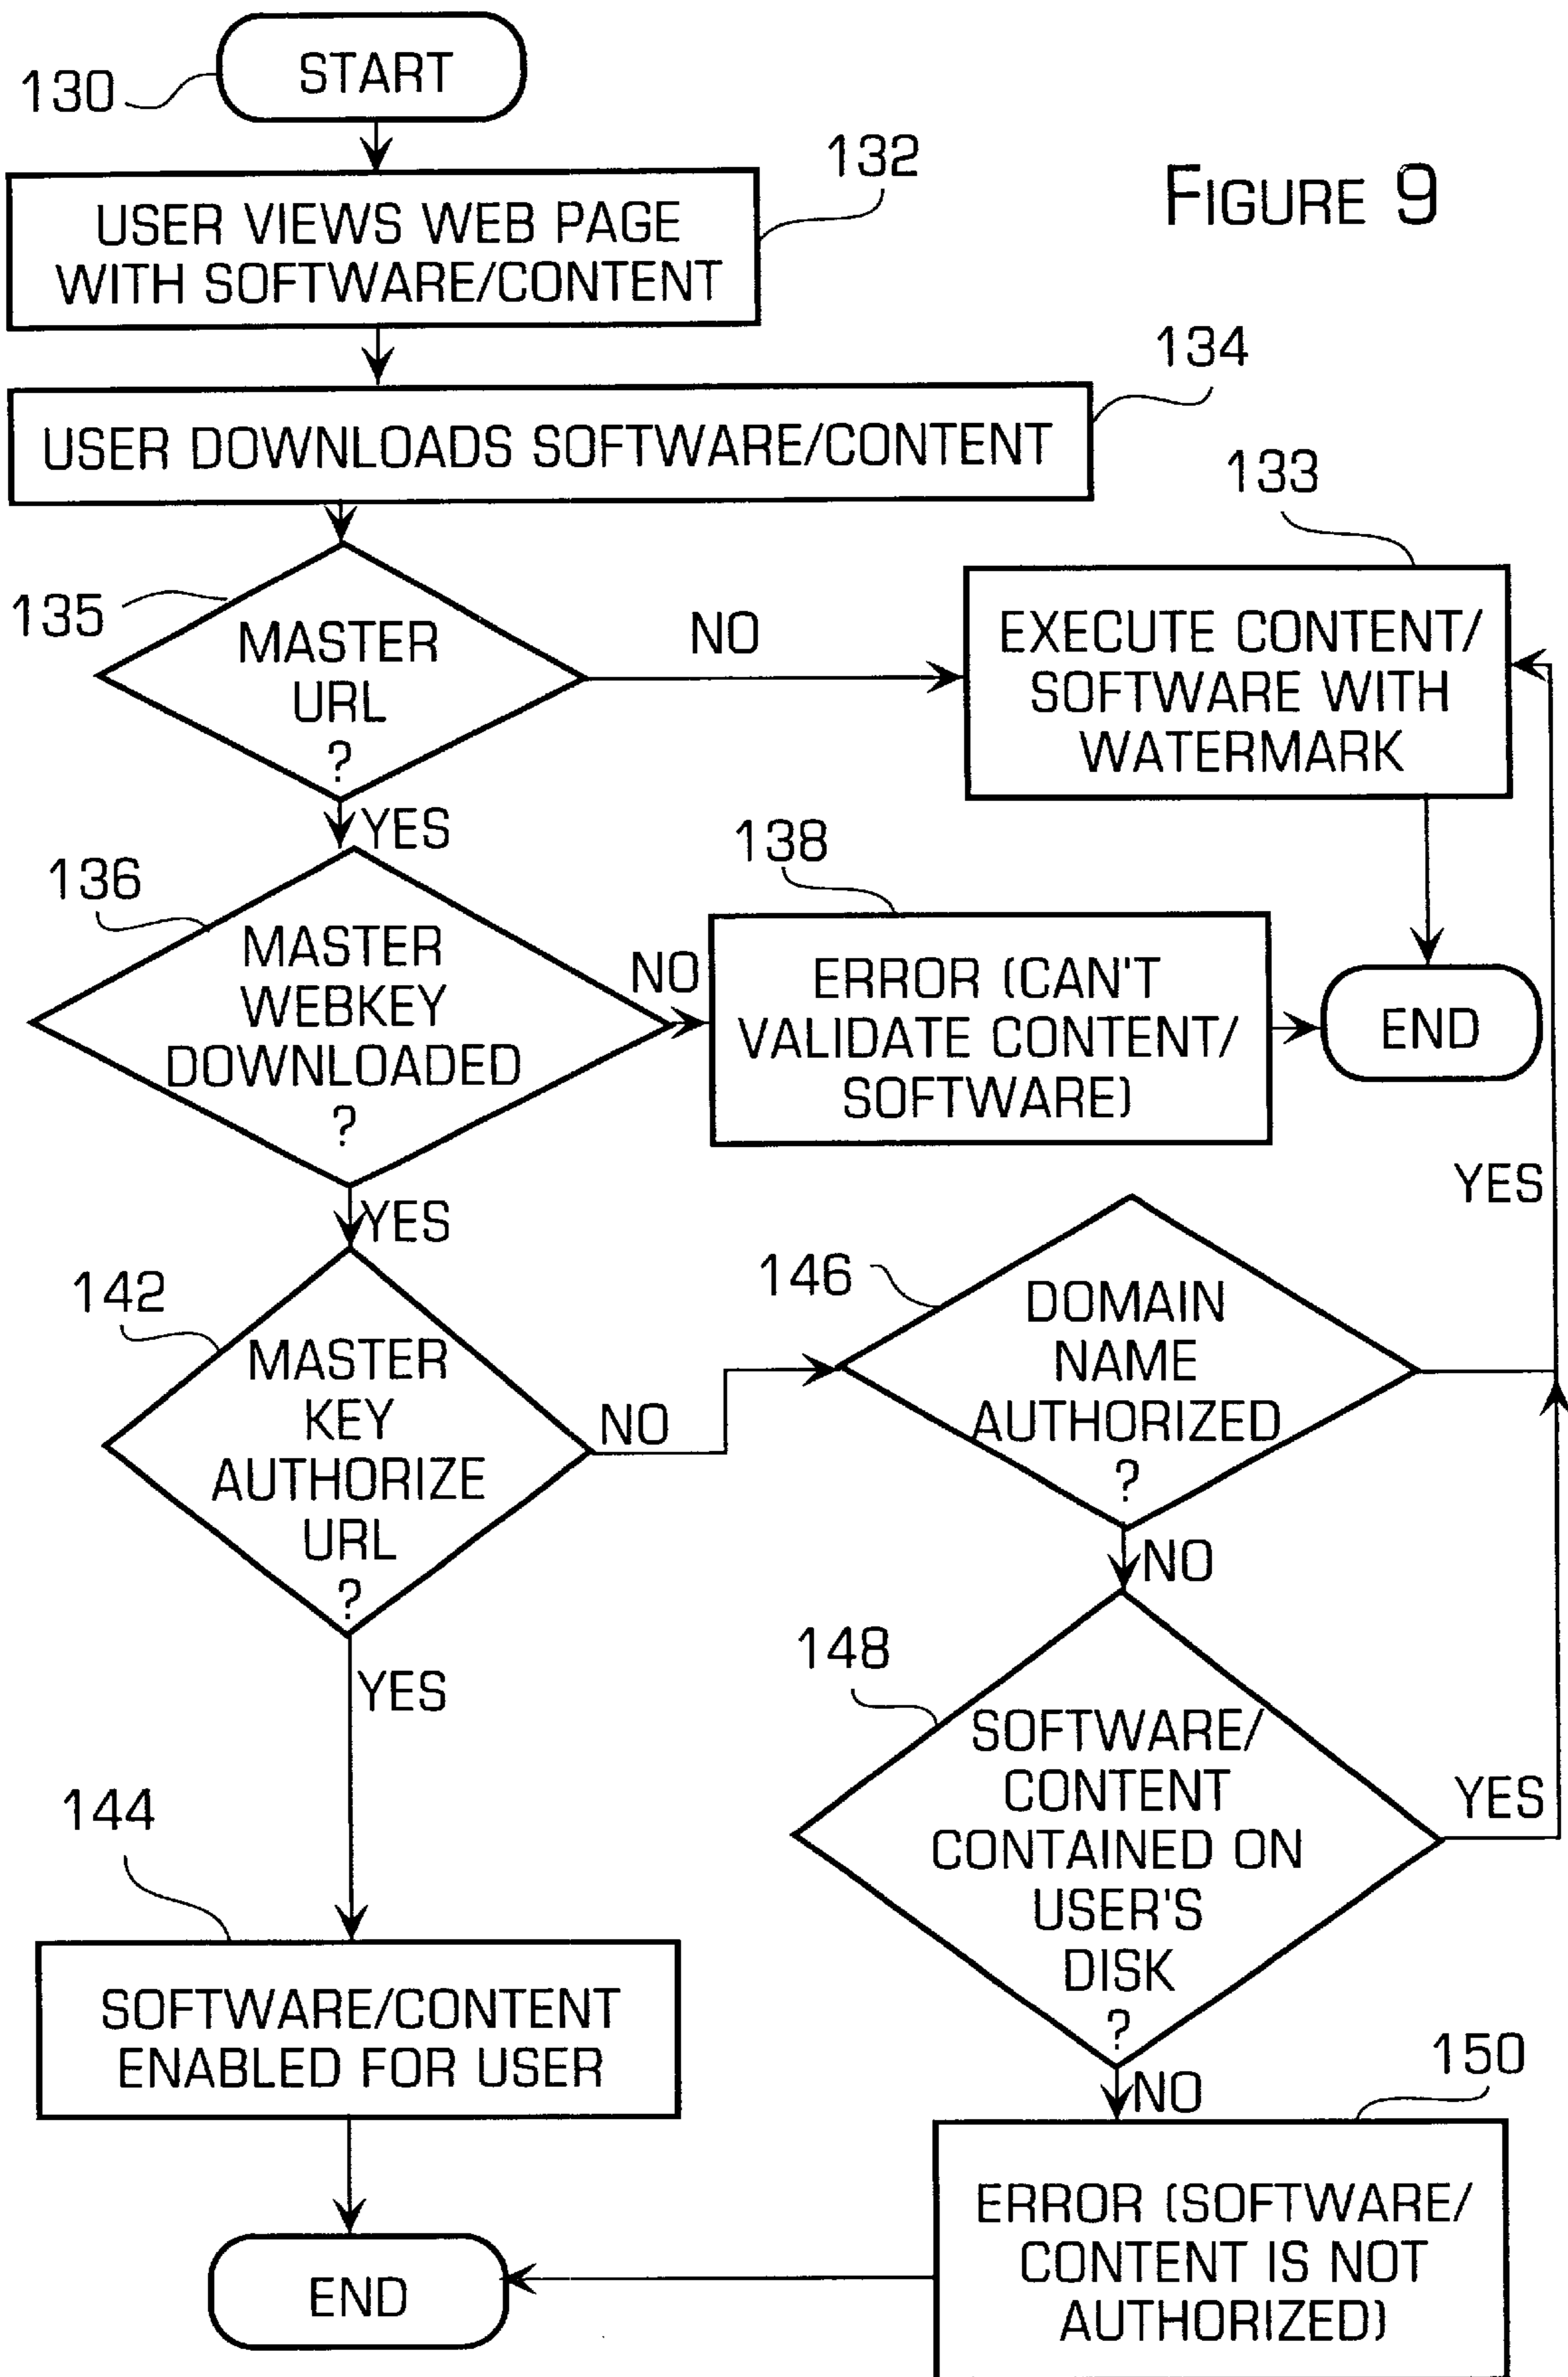 FIGURE 9
130
START
132
USER VIEWS WEB PAGE
WITH SOFTWARE/CONTENT
134
USER DOWNLOADS SOFTWARE/CONTENT
135
MASTER
URL
?
NO
133
EXECUTE CONTENT/
SOFTWARE WITH
WATERMARK
YES
136
MASTER
WEBKEY
DOWNLOADED
?
NO
138
ERROR (CAN'T
VALIDATE CONTENT/
SOFTWARE)
END
YES
142
MASTER
KEY
AUTHORIZE
URL
?
NO
146
DOMAIN
NAME
AUTHORIZED
?
YES
NO
148
SOFTWARE/
CONTENT
CONTAINED ON
USER'S
DISK
?
YES
NO
YES
144
SOFTWARE/CONTENT
ENABLED FOR USER
150
ERROR (SOFTWARE/
CONTENT IS NOT
AUTHORIZED)
END